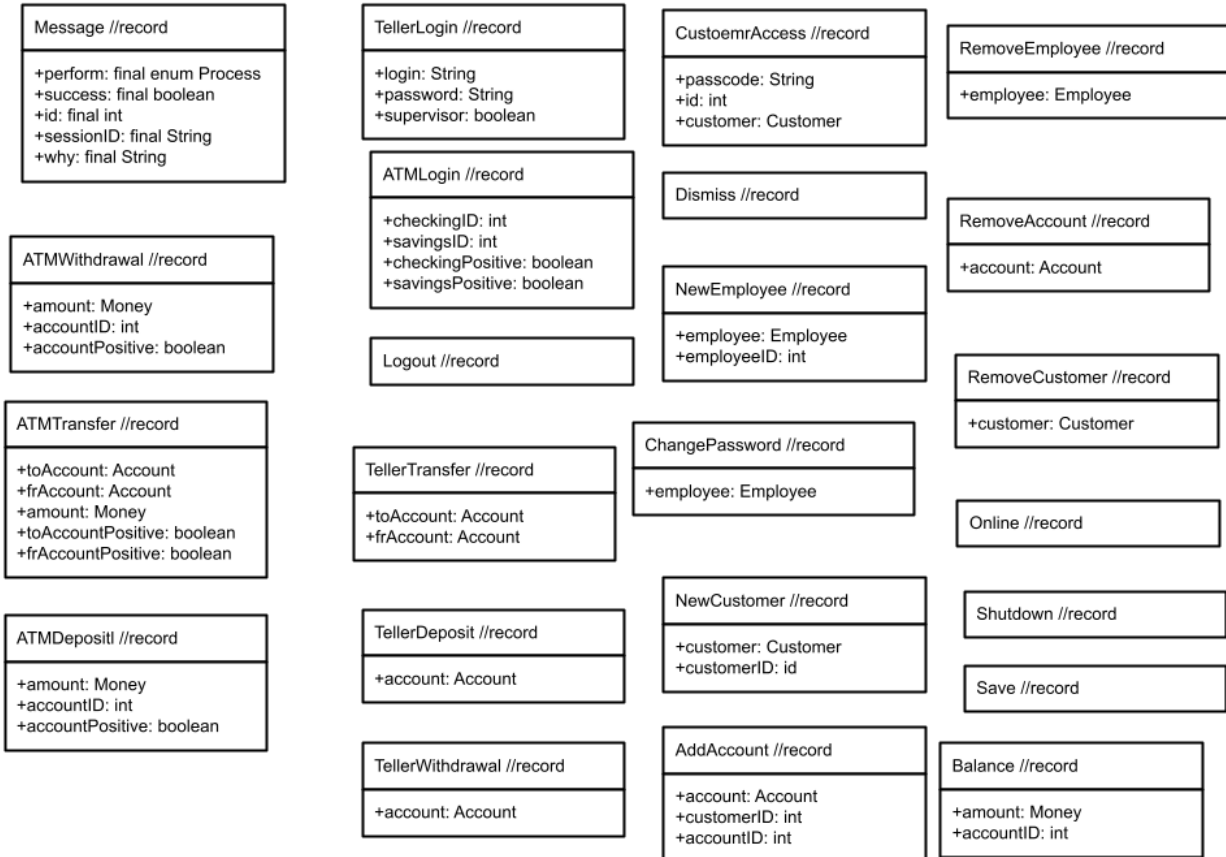 Message //record
+perform: final enum Process
+success: final boolean
+id: final int
+sessionID: final String
+why: final String
ATMWithdrawal //record
+amount: Money
+accountID: int
+accountPositive: boolean
ATMTransfer //record
+toAccount: Account
+frAccount: Account
+amount: Money
+toAccountPositive: boolean
+frAccountPositive: boolean
ATMDepositl //record
+amount: Money
+accountID: int
+accountPositive: boolean
TellerLogin //record
+login: String
+password: String
+supervisor: boolean
ATMLogin //record
+checkingID: int
+savingsID: int
+checkingPositive: boolean
+savingsPositive: boolean
Logout //record
TellerTransfer //record
+toAccount: Account
+frAccount: Account
TellerDeposit //record
+account: Account
TellerWithdrawal //record
+account: Account
CustoemrAccess //record
+passcode: String
+id: int
+customer: Customer
Dismiss //record
NewEmployee //record
+employee: Employee
+employeeID: int
ChangePassword //record
+employee: Employee
NewCustomer //record
+customer: Customer
+customerID: id
AddAccount //record
+account: Account
+customerID: int
+accountID: int
RemoveEmployee //record
+employee: Employee
RemoveAccount //record
+account: Account
RemoveCustomer //record
+customer: Customer
Online //record
Shutdown //record
Save //record
Balance //record
+amount: Money
+accountID: int